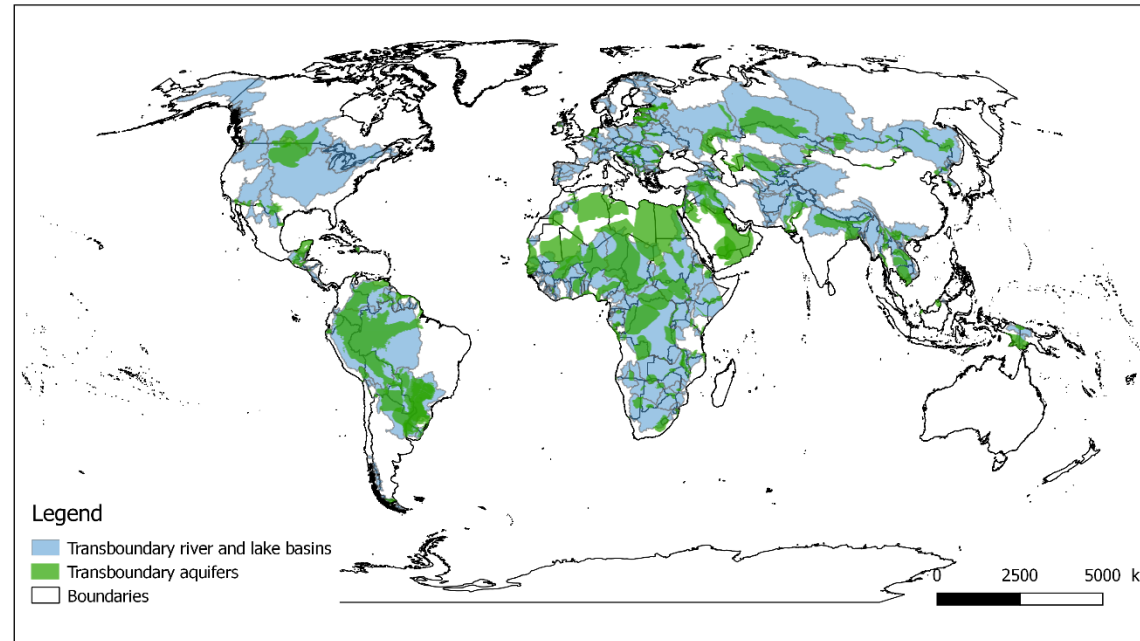 Legend
Transboundary river and lake basins
Transboundary aquifers
Boundaries
0 2500 5000 k